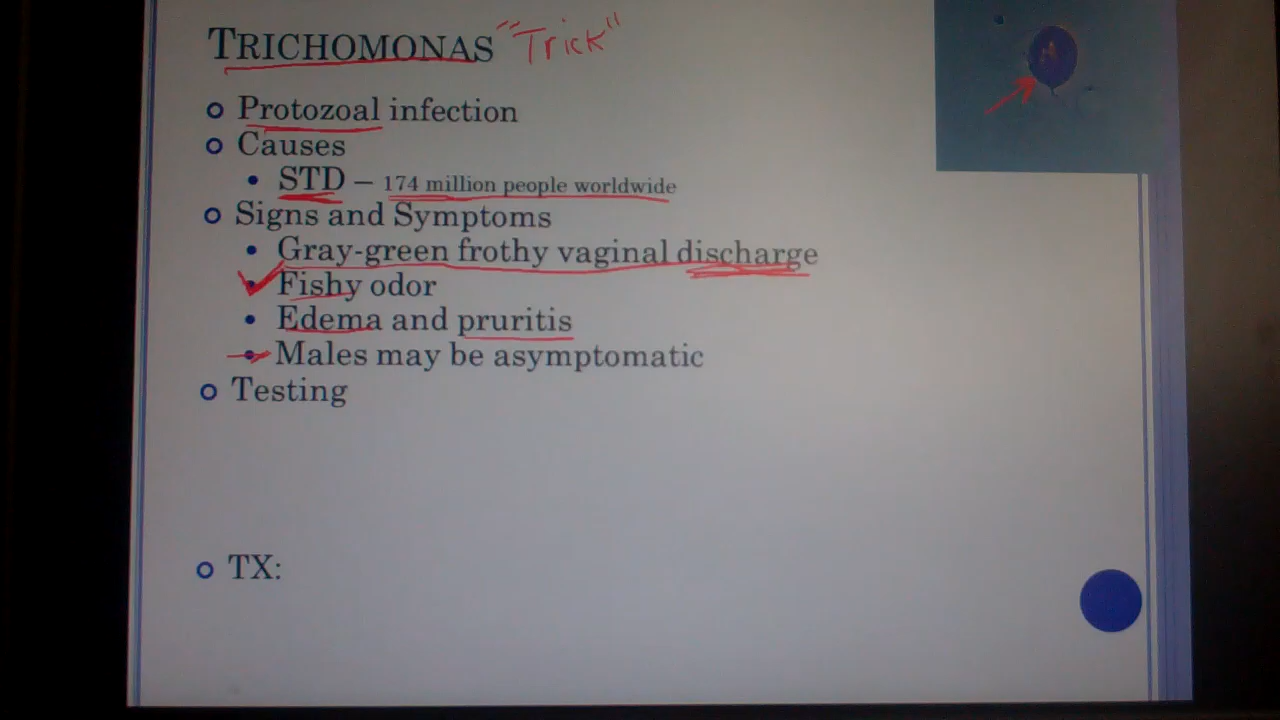 TRICHOMONAS "Trick"
Protozoal infection
Causes
STD – 174 million people worldwide
Signs and Symptoms
Gray-green frothy vaginal discharge
Fishy odor
Edema and pruritis
Males may be asymptomatic
Testing
TX: